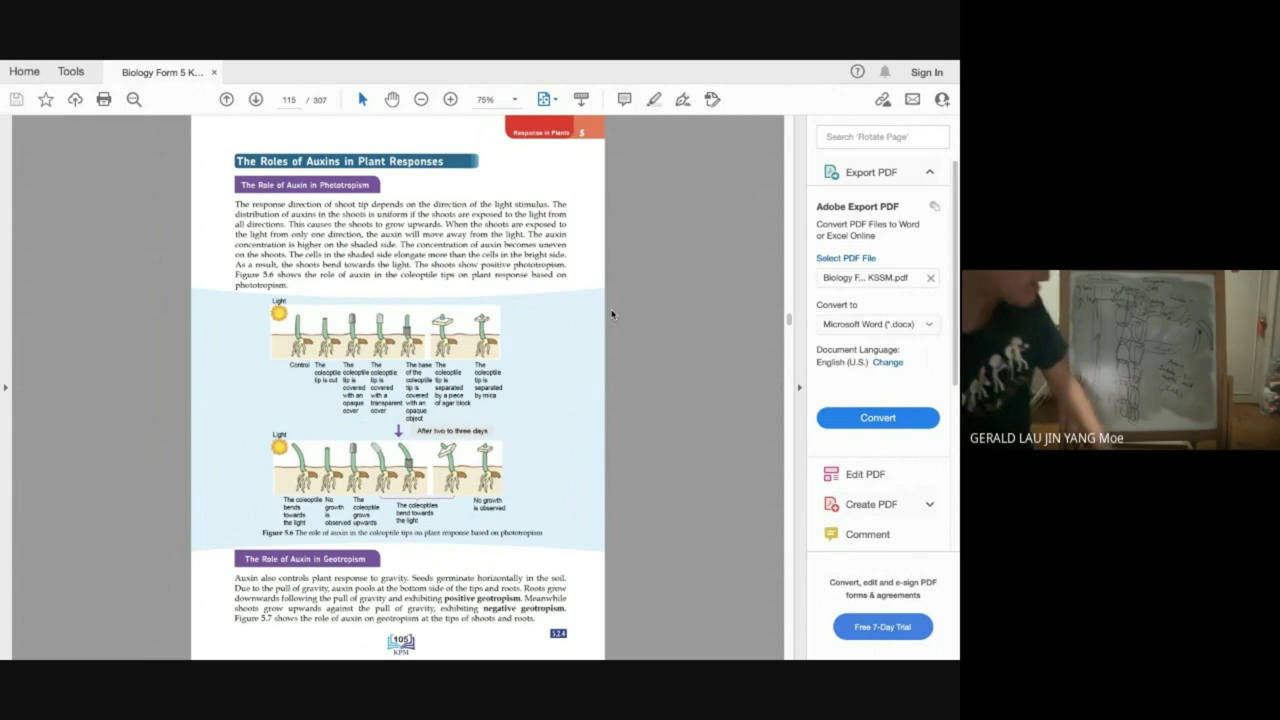 Home
Tools
Biology Form 5 K...
Sign In
115 / 307
75%
Response in Plants 5
The Roles of Auxins in Plant Responses
The Role of Auxin in Phototropism
The response direction of shoot tip depends on the direction of the light stimulus. The
distribution of auxins in the shoots is uniform if the shoots are exposed to the light from
all directions. This causes the shoots to grow upwards. When the shoots are exposed to
the light from only one direction, the auxin will move away from the light. The auxin
concentration is higher on the shaded side. The concentration of auxin becomes uneven
on the shoots. The cells in the shaded side elongate more than the cells in the bright side.
As a result, the shoots bend towards the light. The shoots show positive phototropism.
Figure 5.6 shows the role of auxin in the coleoptile tips on plant response based on
phototropism.
Light
Control
The
coleoptile
tip is cut
The
coleoptile
tip is
covered
with an
opaque
cover
The
coleoptile
tip is
covered
with a
transparent
cover
The base
of the
coleoptile
tip is
covered
with an
opaque
object
The
coleoptile
tip is
separated
by a piece
of agar block
The
coleoptile
tip is
separated
by mica
After two to three days
Light
The coleoptile
bends
towards
the light
No
growth
is
observed
The
coleoptile
grows
upwards
The coleoptiles
bend towards
the light
No growth
is observed
Figure 5.6 The role of auxin in the coleoptile tips on plant response based on phototropism
The Role of Auxin in Geotropism
Auxin also controls plant response to gravity. Seeds germinate horizontally in the soil.
Due to the pull of gravity, auxin pools at the bottom side of the tips and roots. Roots grow
downwards following the pull of gravity and exhibiting positive geotropism. Meanwhile
shoots grow upwards against the pull of gravity, exhibiting negative geotropism.
Figure 5.7 shows the role of auxin on geotropism at the tips of shoots and roots.
105
KPM
5.2.4
Search 'Rotate Page'
Export PDF
Adobe Export PDF
Convert PDF Files to Word
or Excel Online
Select PDF File
Biology F... KSSM.pdf
Convert to
Microsoft Word (*.docx)
Document Language:
English (U.S.) Change
Convert
Edit PDF
Create PDF
Comment
Convert, edit and e-sign PDF
forms & agreements
Free 7-Day Trial
GERALD LAU JIN YANG Moe